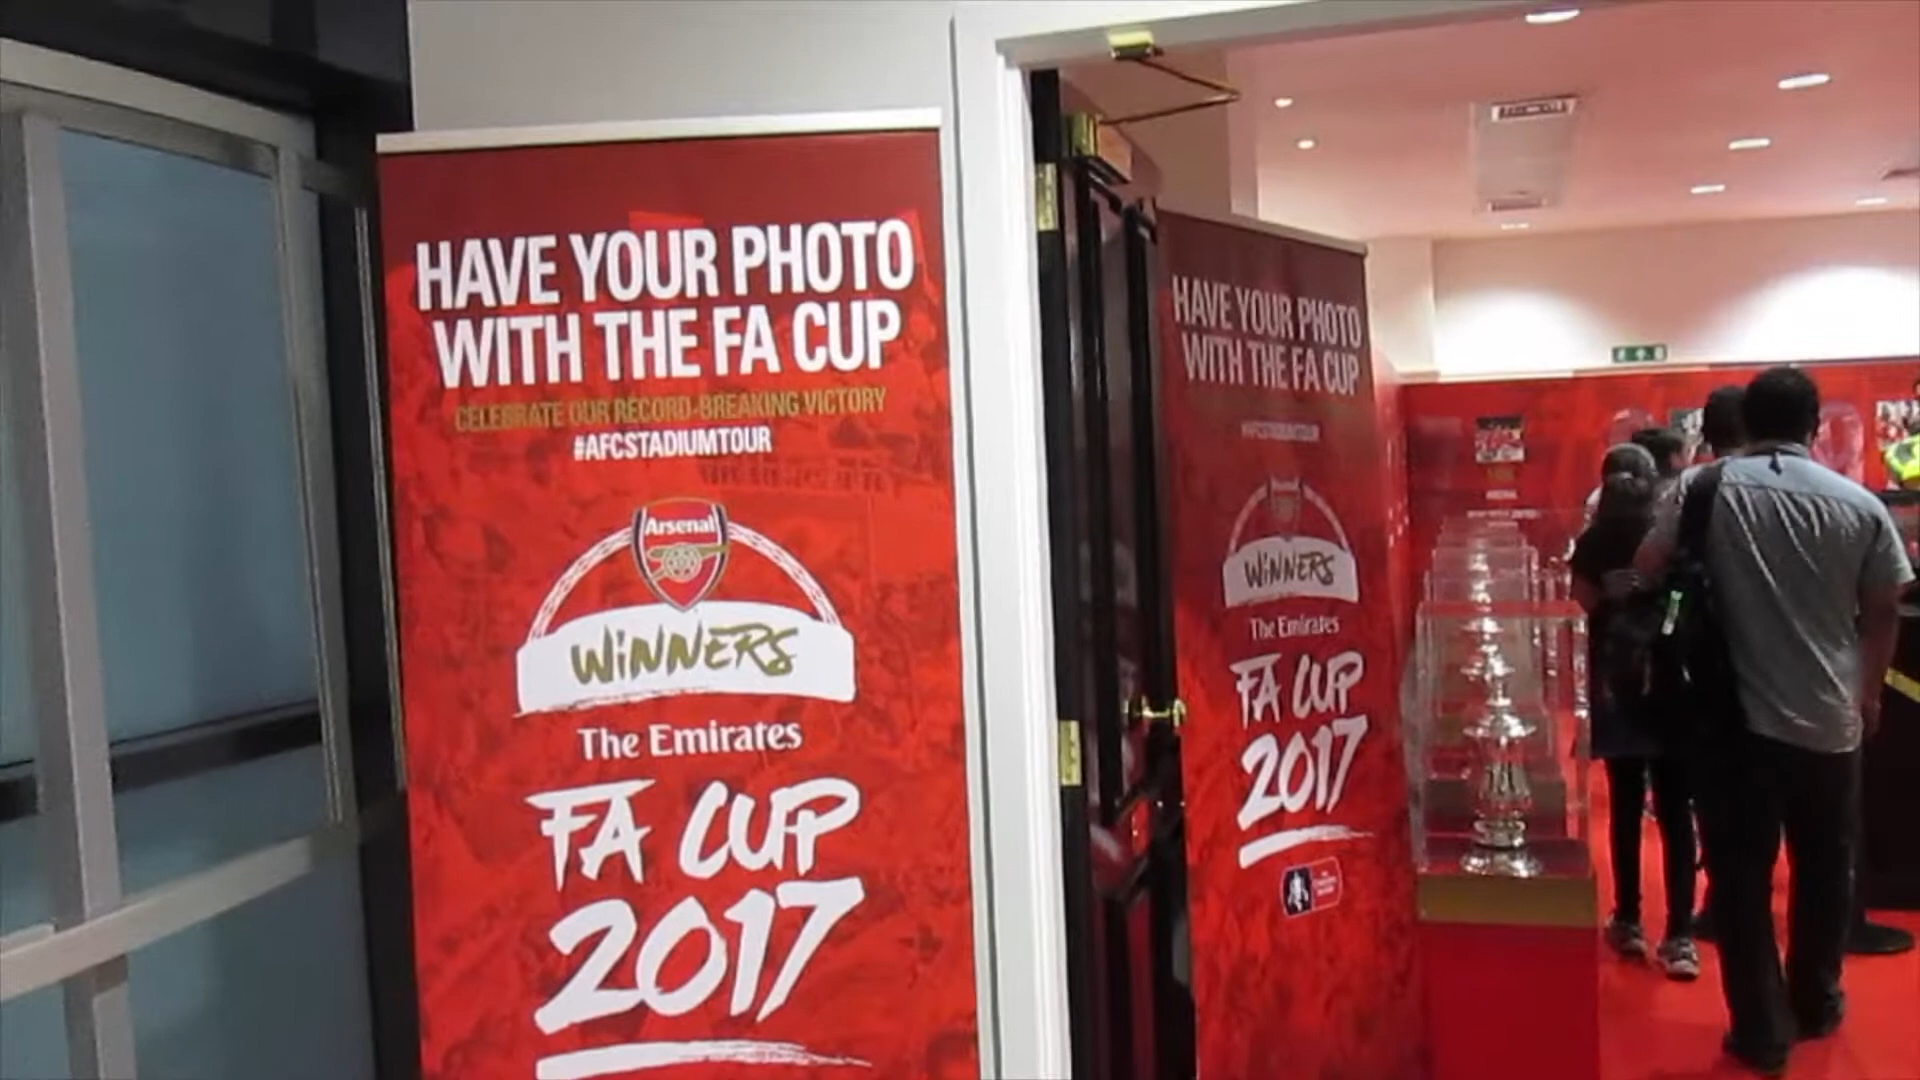 HAVE YOUR PHOTO
WITH THE FA CUP
CELEBRATE OUR RECORD-BREAKING VICTORY
#AFCSTADIUMTOUR
Arsenal
WINNERS
The Emirates
FA CUP
2017
HAVE YOUR PHOTO
WITH THE FA CUP
#AFCSTADIUMTOUR
WINNERS
The Emirates
FA CUP
2017